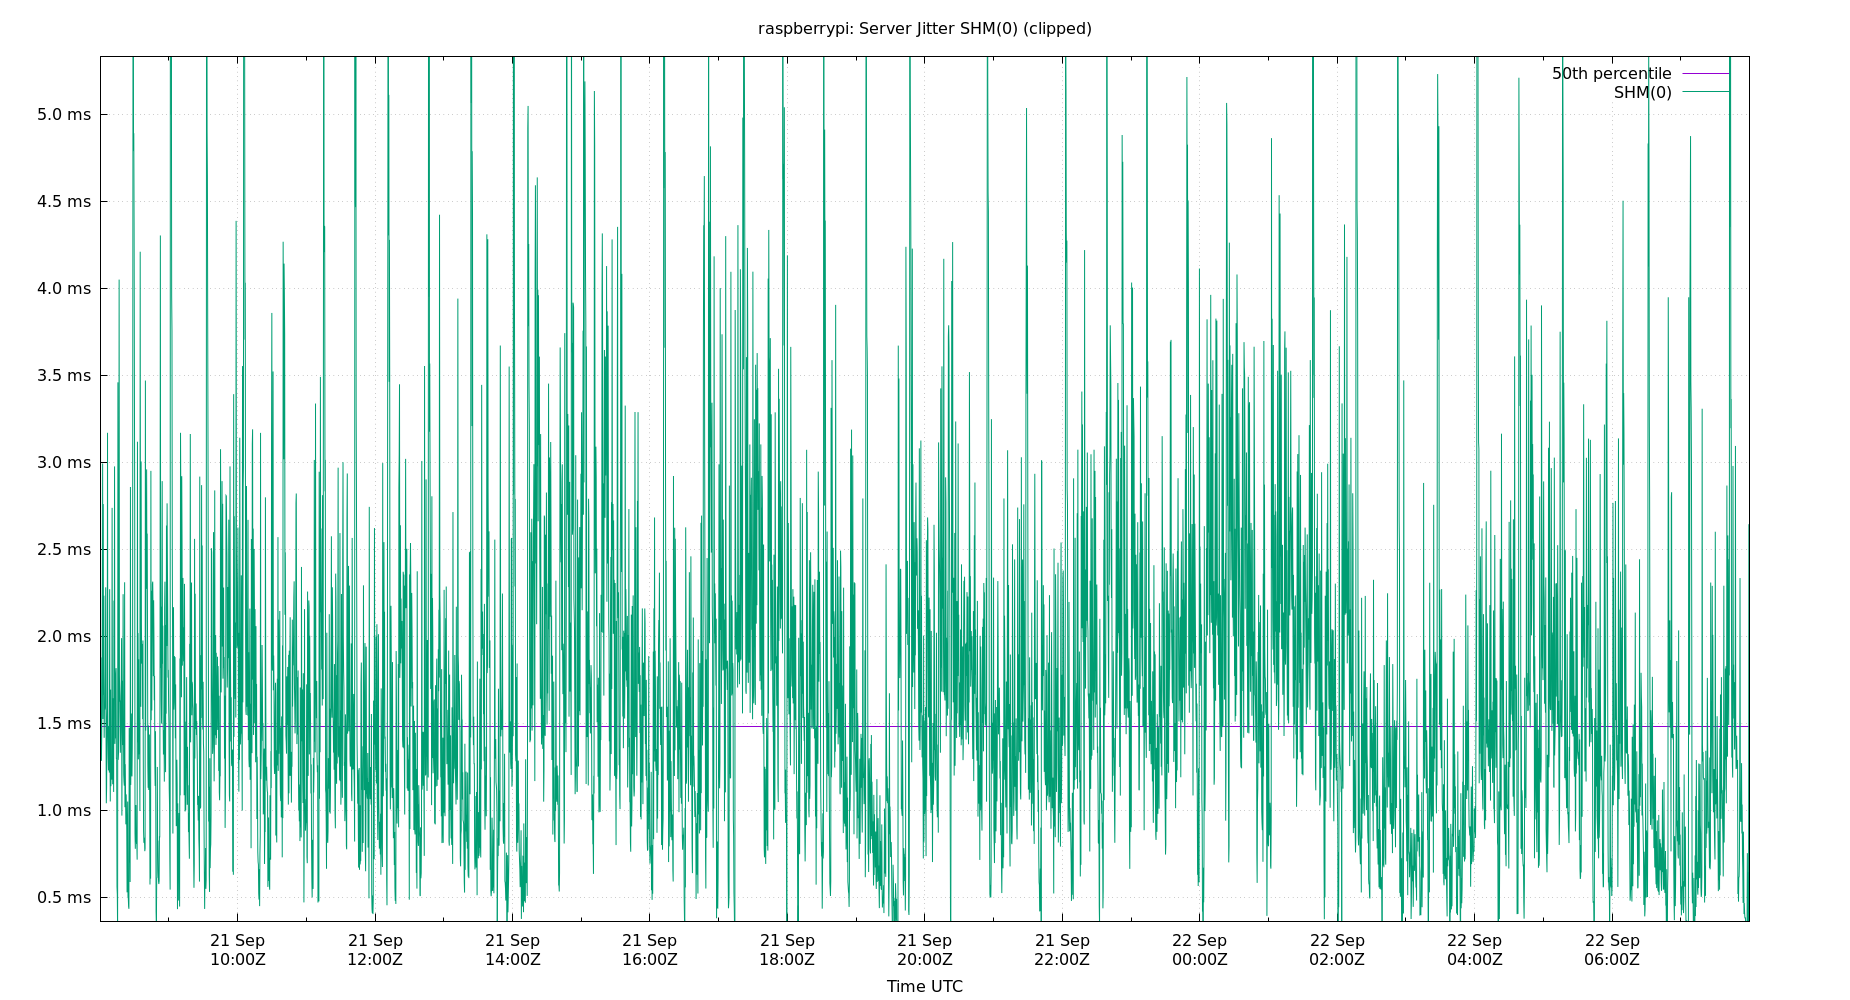 raspberrypi: Server Jitter SHM(0) (clipped)
50th percentile
SHM(0)
5.0 ms
4.5 ms
4.0 ms
3.5 ms
3.0 ms
2.5 ms
2.0 ms
1.5 ms
1.0 ms
0.5 ms
21 Sep 21 Sep 21 Sep 21 Sep 21 Sep 21 Sep 21 Sep 22 Sep 22 Sep 22 Sep 22 Sep
10:00Z 12:00Z 14:00Z 16:00Z 18:00Z 20:00Z 22:00Z 00:00Z 02:00Z 04:00Z 06:00Z
Time UTC